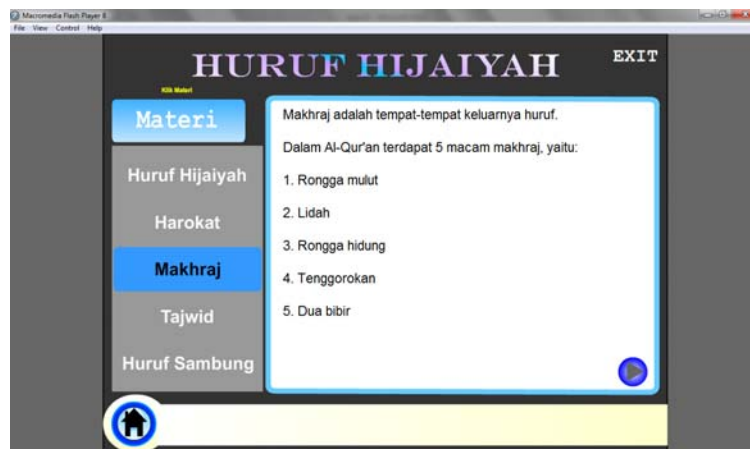 Macromedia Flash Player 8
File View Control Help
HURUF HIJAIYAH
EXIT
Klik Materi
Materi
Huruf Hijaiyah
Harokat
Makhraj
Tajwid
Huruf Sambung
Makhraj adalah tempat-tempat keluarnya huruf.
Dalam Al-Qur'an terdapat 5 macam makhraj, yaitu:
1. Rongga mulut
2. Lidah
3. Rongga hidung
4. Tenggorokan
5. Dua bibir